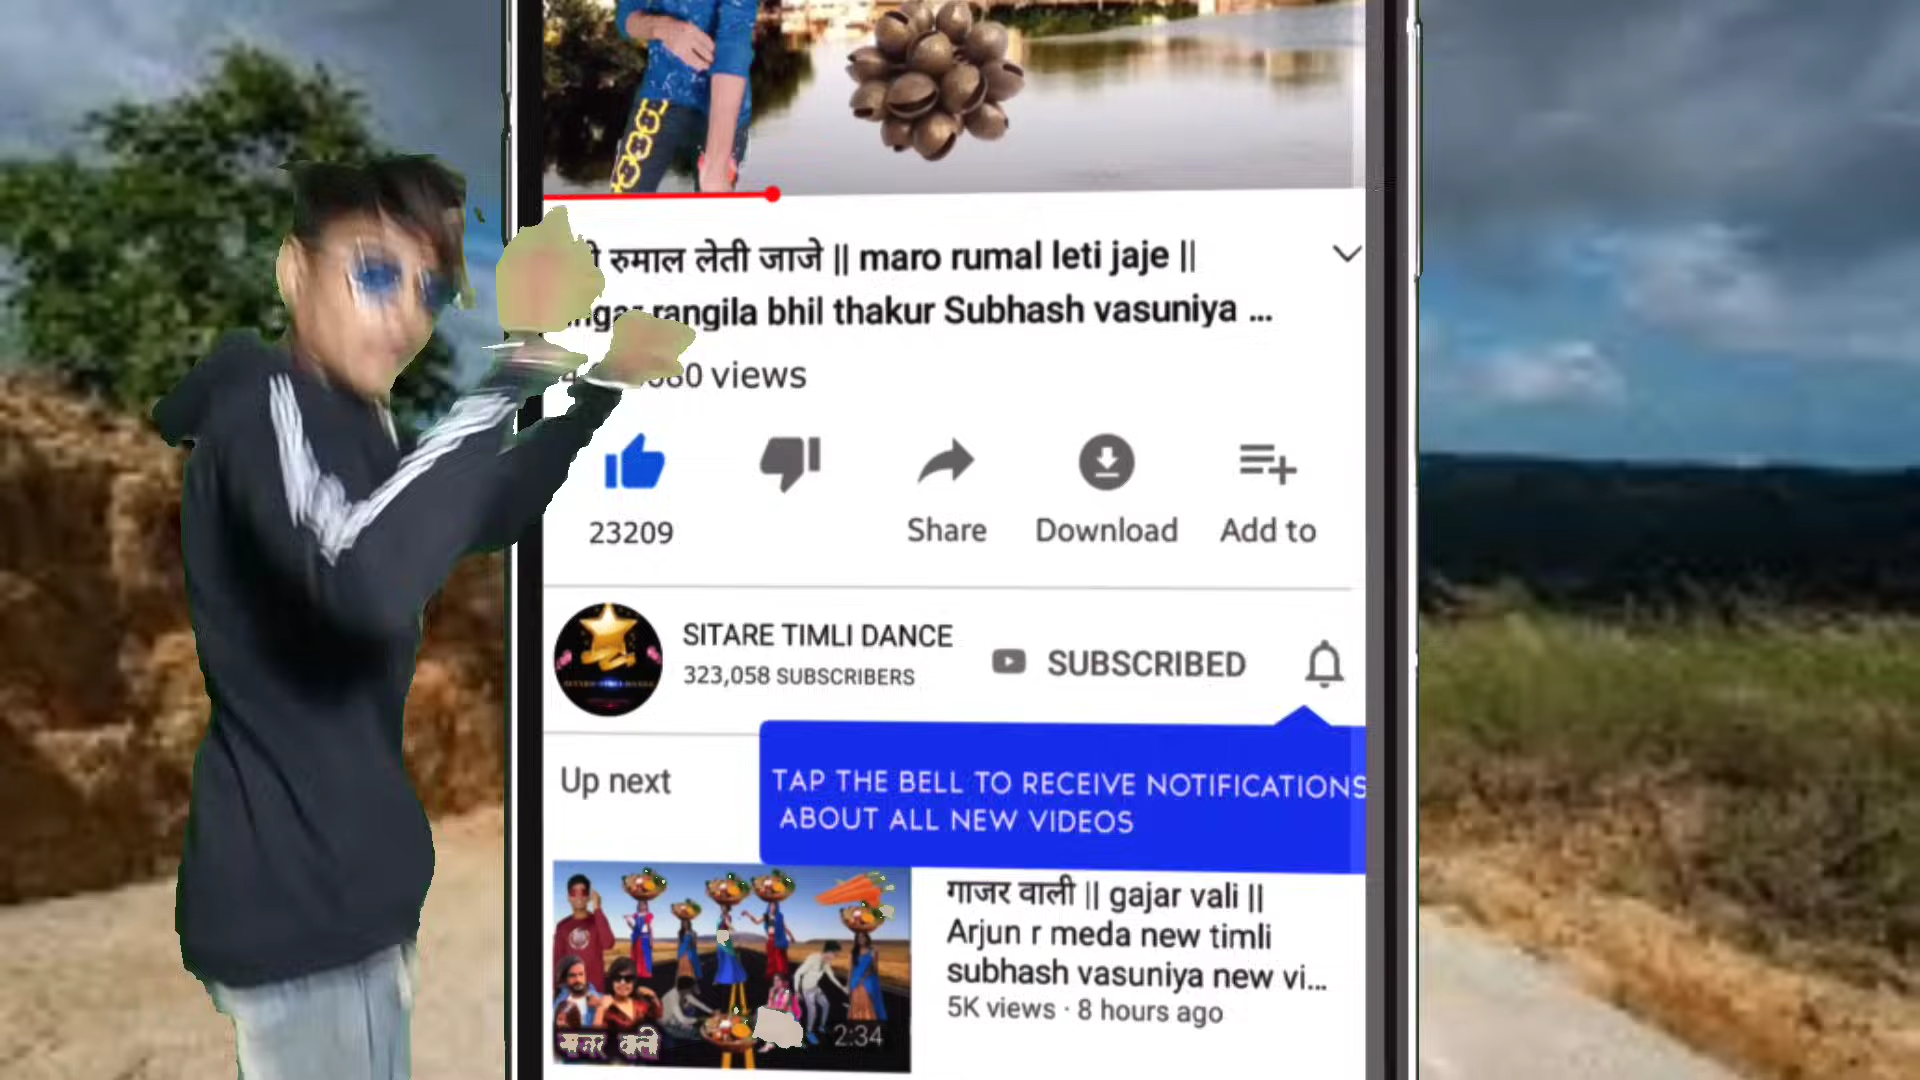 रुमाल लेती जाजे || maro rumal leti jaje ||
rangila bhil thakur Subhash vasuniya ...
views
23209
Share
Download
Add to
SITARE TIMLI DANCE
323,058 SUBSCRIBERS
SUBSCRIBED
Up next
TAP THE BELL TO RECEIVE NOTIFICATIONS
ABOUT ALL NEW VIDEOS
गाजर वाली || gajar vali ||
Arjun r meda new timli
subhash vasuniya new vi...
5K views · 8 hours ago
गाजर वाली
2:34